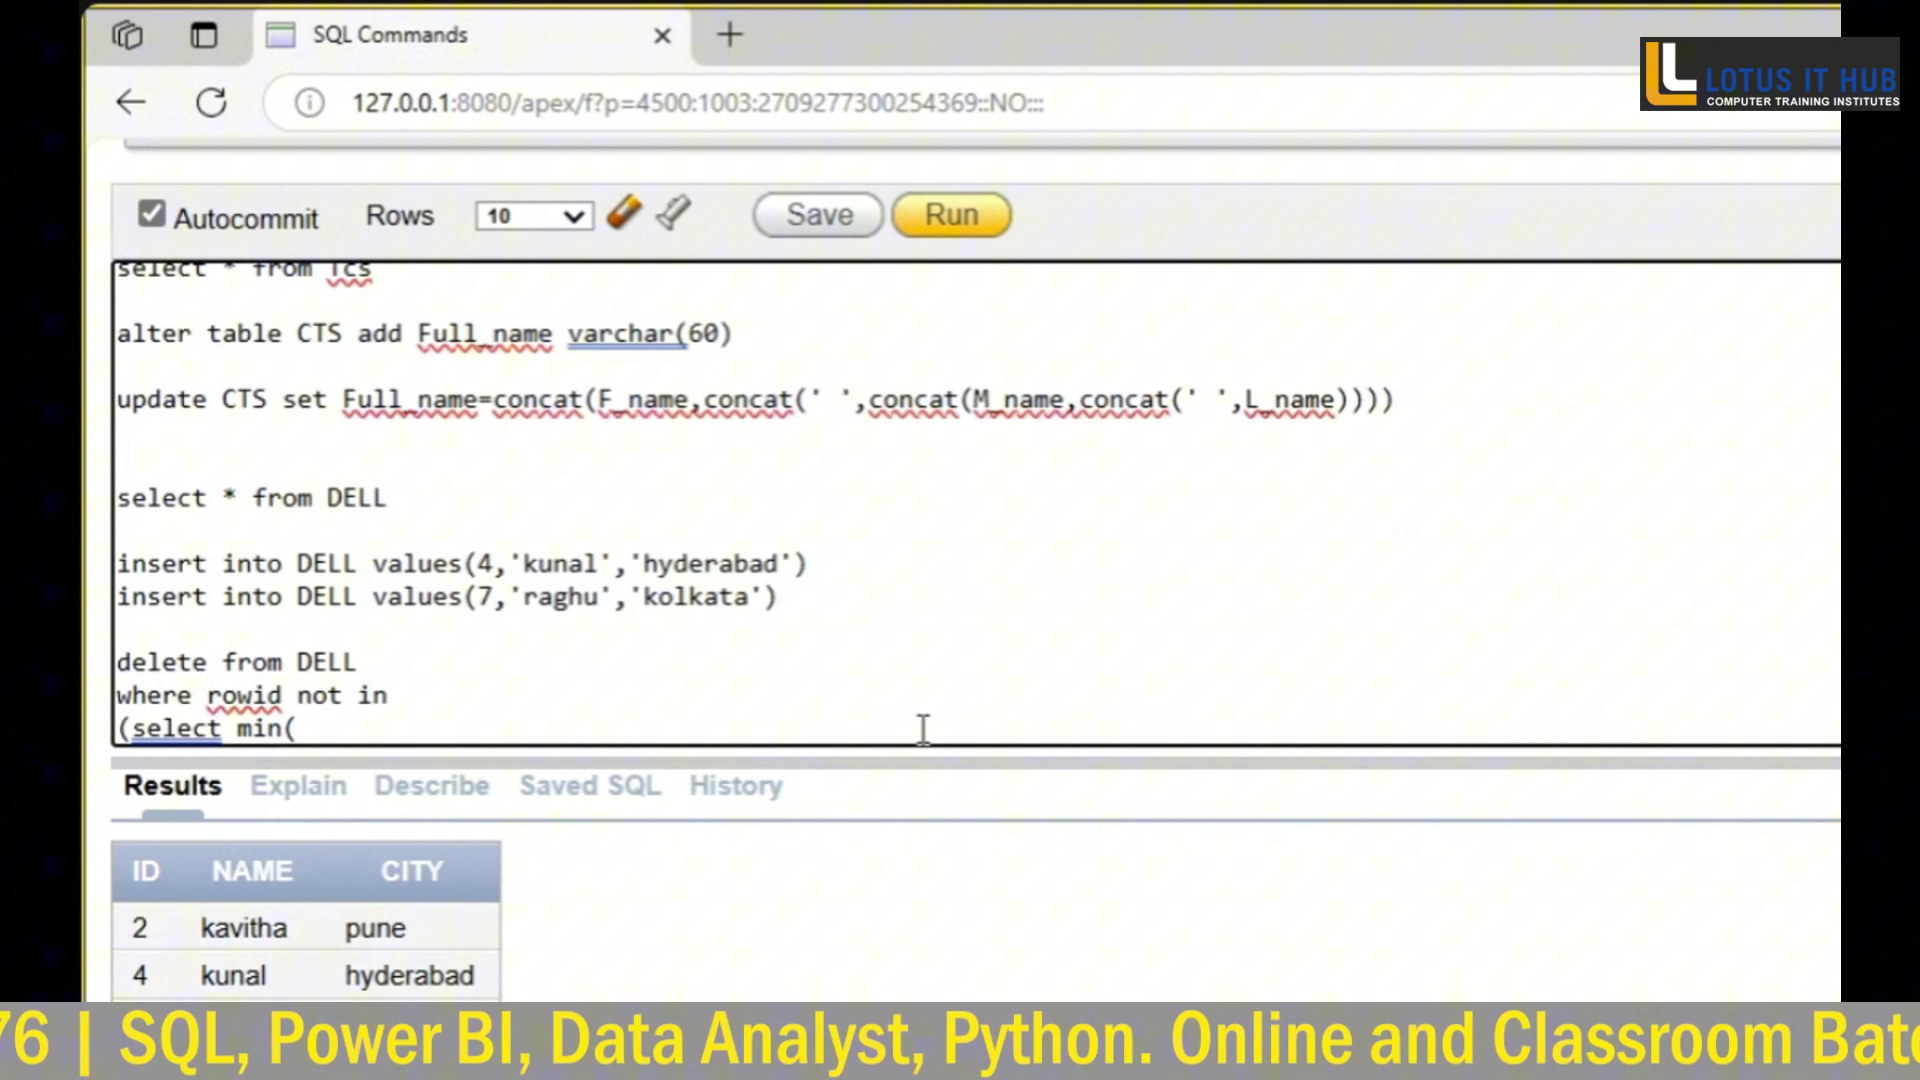 SQL Commands
127.0.0.1:8080/apex/f?p=4500:1003:2709277300254369::NO:::
LOTUS IT HUB
COMPUTER TRAINING INSTITUTES
Autocommit Rows 10 Save Run
select * from Tcs
alter table CTS add Full_name varchar(60)
update CTS set Full_name=concat(F_name,concat(' ',concat(M_name,concat(' ',L_name))))
select * from DELL
insert into DELL values(4,'kunal','hyderabad')
insert into DELL values(7,'raghu','kolkata')
delete from DELL
where rowid not in
(select min(
Results Explain Describe Saved SQL History
ID NAME CITY
2 kavitha pune
4 kunal hyderabad
76 | SQL, Power BI, Data Analyst, Python. Online and Classroom Batc